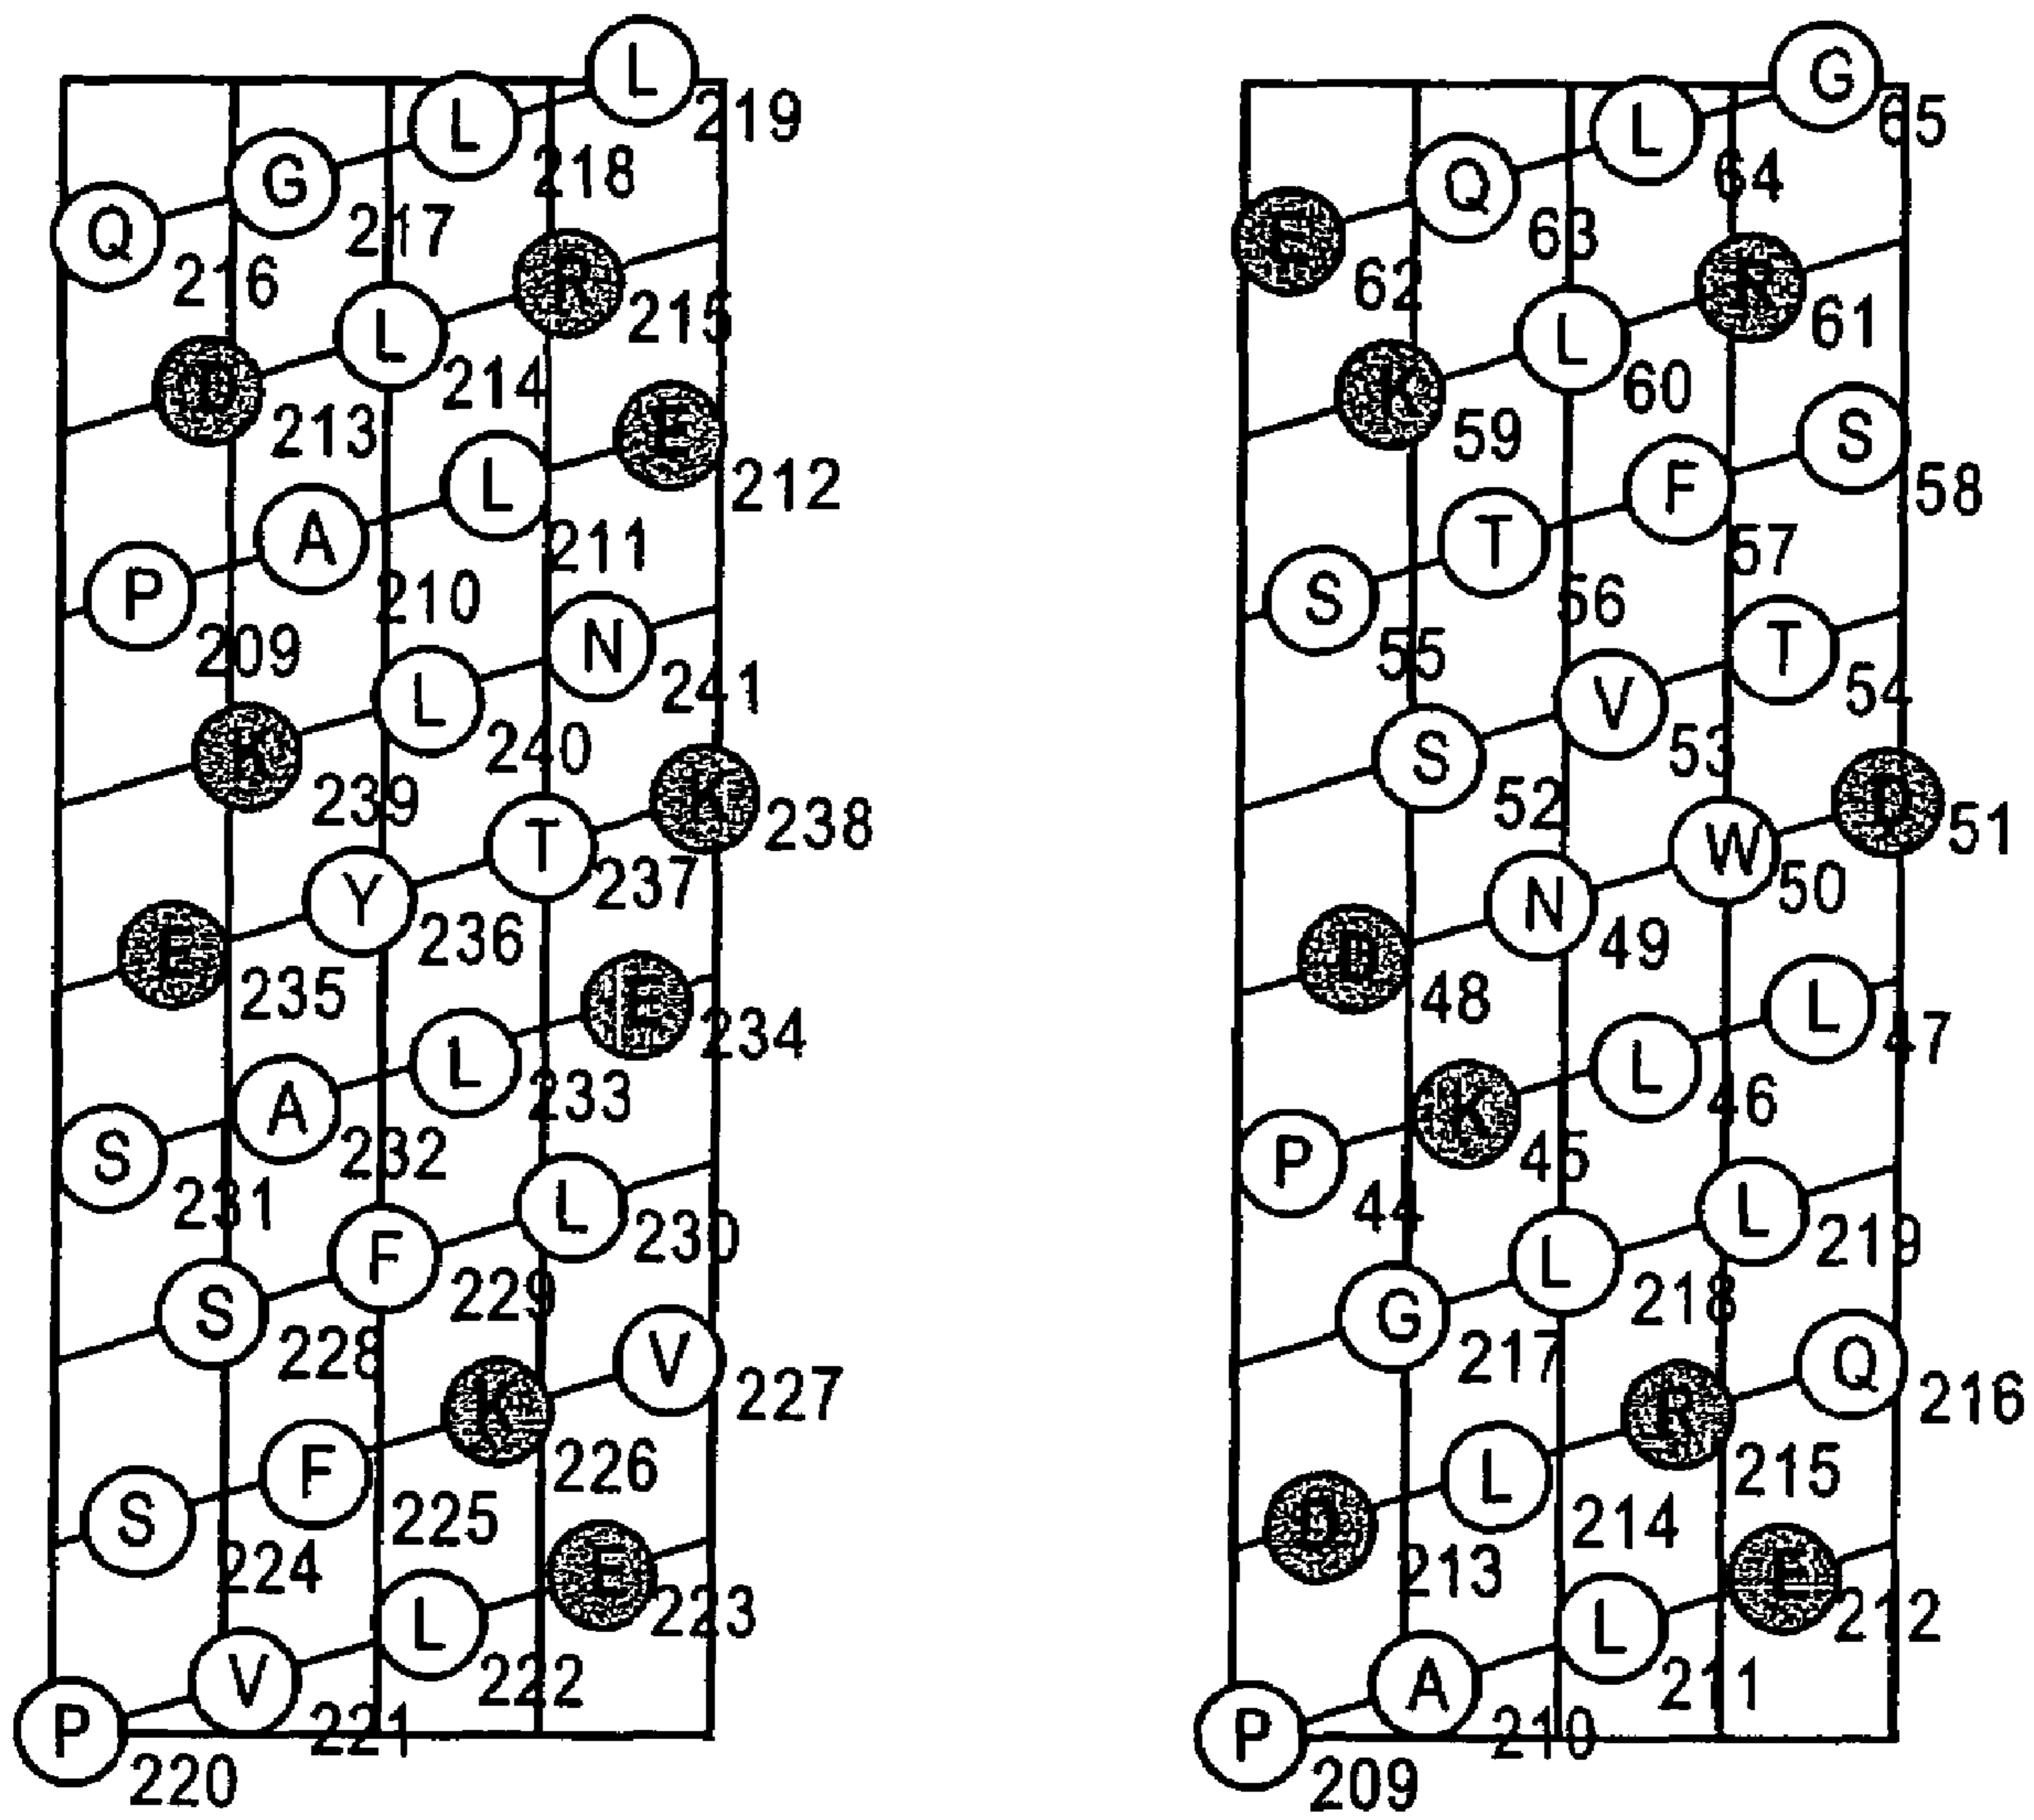 Q 216 G 217 L 218 L 219
D 213 L 214 R 215
P 209 A 210 L 211 E 212
K 239 L 240 N 241
E 235 Y 236 T 237 K 238
S 231 A 232 L 233 E 234
S 228 F 229 L 230
S 224 F 225 K 226 V 227
P 220 V 221 L 222 E 223
E 62 Q 63 L 64 G 65
K 59 L 60 R 61
S 55 T 56 F 57 S 58
S 52 V 53 T 54
D 48 N 49 W 50 D 51
P 44 K 45 L 46 L 47
G 217 L 218 L 219
D 213 L 214 R 215 Q 216
P 209 A 210 L 211 E 212